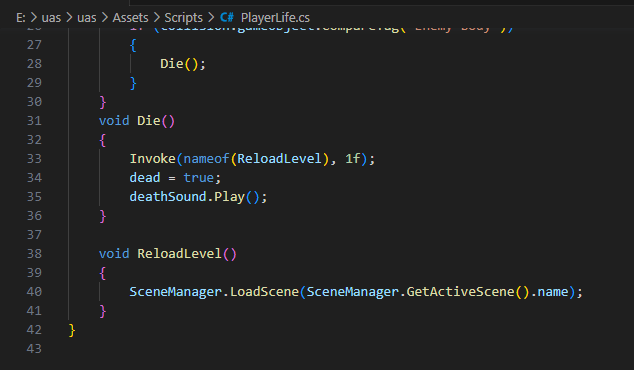 E: > uas > uas > Assets > Scripts > C# PlayerLife.cs
26 if (collision.gameObject.CompareTag("Enemy Body"))
27 {
28 Die();
29 }
30 }
31 void Die()
32 {
33 Invoke(nameof(ReloadLevel), 1f);
34 dead = true;
35 deathSound.Play();
36 }
37
38 void ReloadLevel()
39 {
40 SceneManager.LoadScene(SceneManager.GetActiveScene().name);
41 }
42 }
43